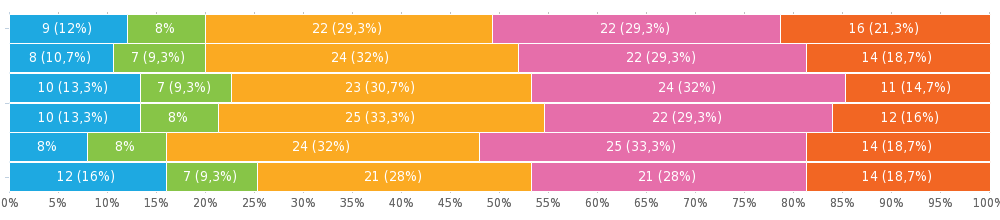 9 (12%) 8% 22 (29,3%) 22 (29,3%) 16 (21,3%)
8 (10,7%) 7 (9,3%) 24 (32%) 22 (29,3%) 14 (18,7%)
10 (13,3%) 7 (9,3%) 23 (30,7%) 24 (32%) 11 (14,7%)
10 (13,3%) 8% 25 (33,3%) 22 (29,3%) 12 (16%)
8% 8% 24 (32%) 25 (33,3%) 14 (18,7%)
12 (16%) 7 (9,3%) 21 (28%) 21 (28%) 14 (18,7%)
0% 5% 10% 15% 20% 25% 30% 35% 40% 45% 50% 55% 60% 65% 70% 75% 80% 85% 90% 95% 100%